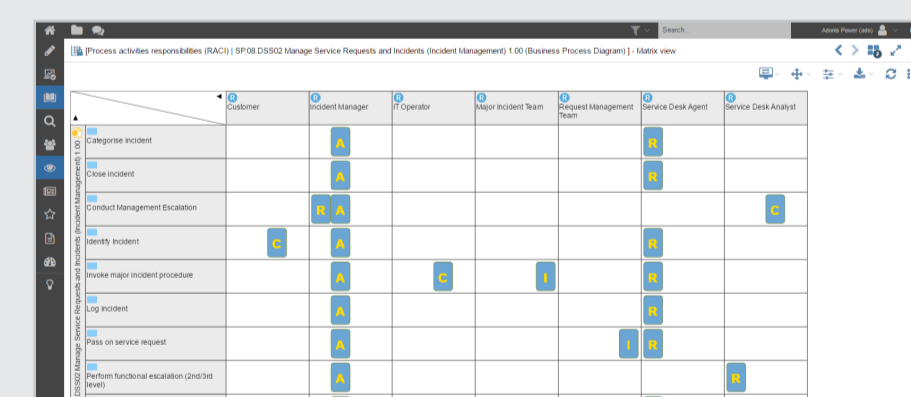 Search...
Adonis Power (ado)
[Process activities responsibilities (RACI) | SP.08.DSS02 Manage Service Requests and Incidents (Incident Management) 1.00 (Business Process Diagram) ] - Matrix view
R R R R R R R
Customer Incident Manager IT Operator Major Incident Team Request Management Service Desk Agent Service Desk Analyst
Team
DSS02 Manage Service Requests and Incidents (Incident Management) 1.00
Categorise incident A R
Close incident A R
Conduct Management Escalation R A C
Identify Incident C A R
Invoke major incident procedure A C I R
Log incident A R
Pass on service request A I R
Perform functional escalation (2nd/3rd A R
level)